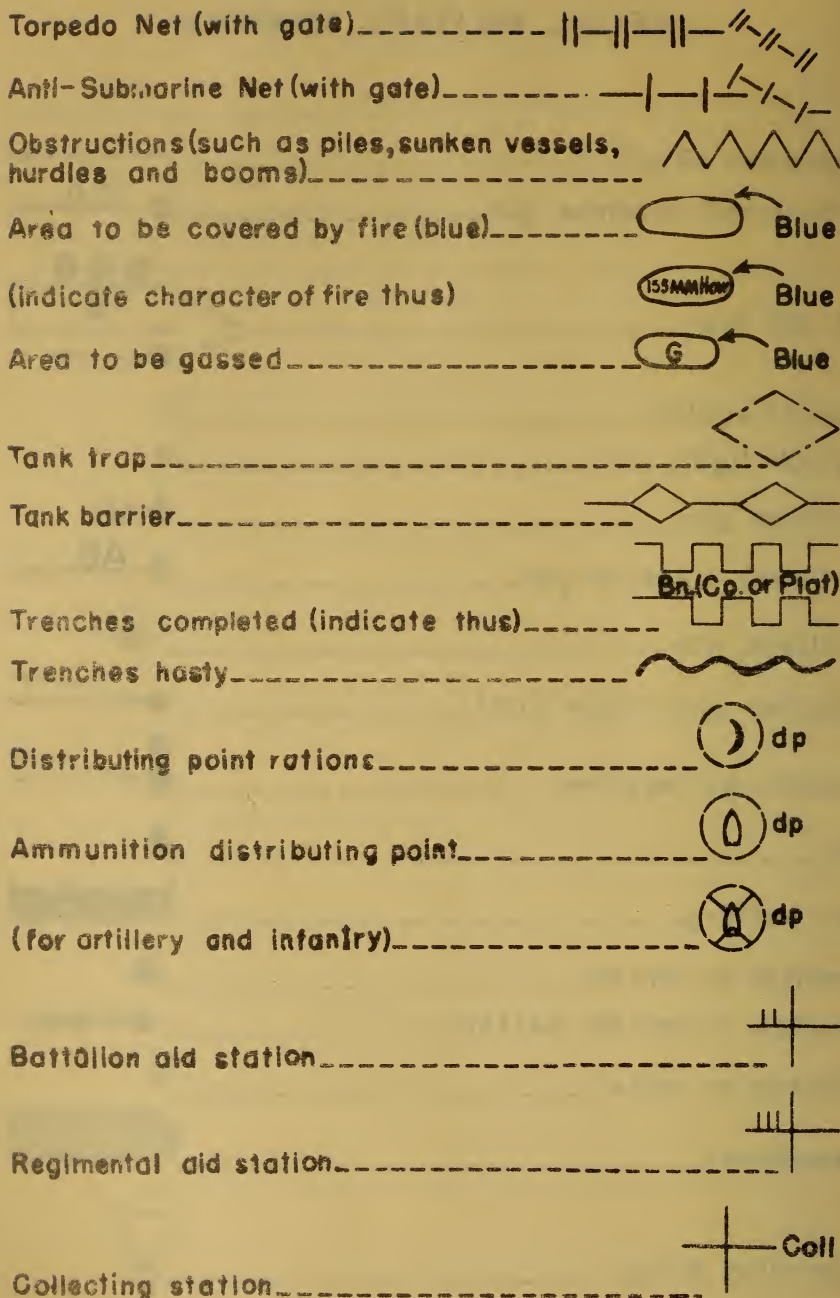 Torpedo Net (with gate)
Anti-Submarine Net (with gate)
Obstructions (such as piles, sunken vessels,
hurdles and booms)
Area to be covered by fire (blue) Blue
(indicate character of fire thus) 155MM How Blue
Area to be gassed G Blue
Tank trap
Tank barrier
Bn.(Co. or Plat)
Trenches completed (indicate thus)
Trenches hasty
Distributing point rations dp
Ammunition distributing point dp
(for artillery and infantry) dp
Battalion aid station
Regimental aid station
Coll
Collecting station